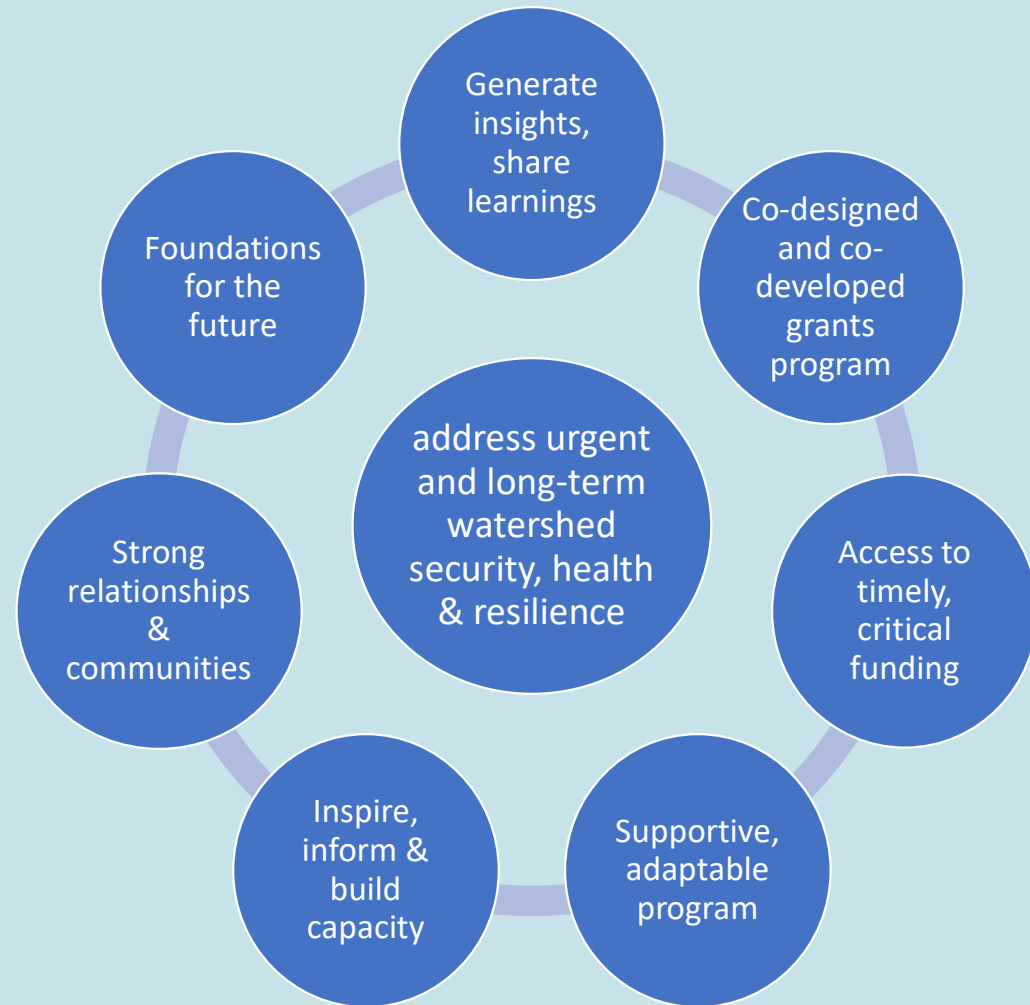 Generate
insights,
share
learnings
Co-designed
and co-
developed
grants
program
Access to
timely,
critical
funding
Supportive,
adaptable
program
Inspire,
inform &
build
capacity
Strong
relationships
&
communities
Foundations
for the
future
address urgent
and long-term
watershed
security, health
& resilience